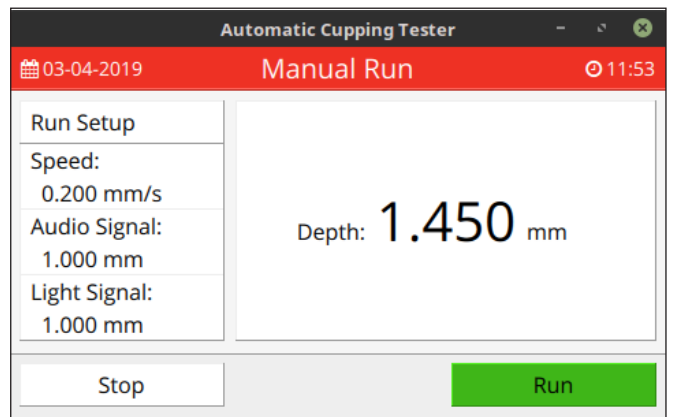 Automatic Cupping Tester
03-04-2019 Manual Run 11:53
Run Setup
Speed:
0.200 mm/s
Audio Signal:
1.000 mm
Light Signal:
1.000 mm
Depth: 1.450 mm
Stop
Run